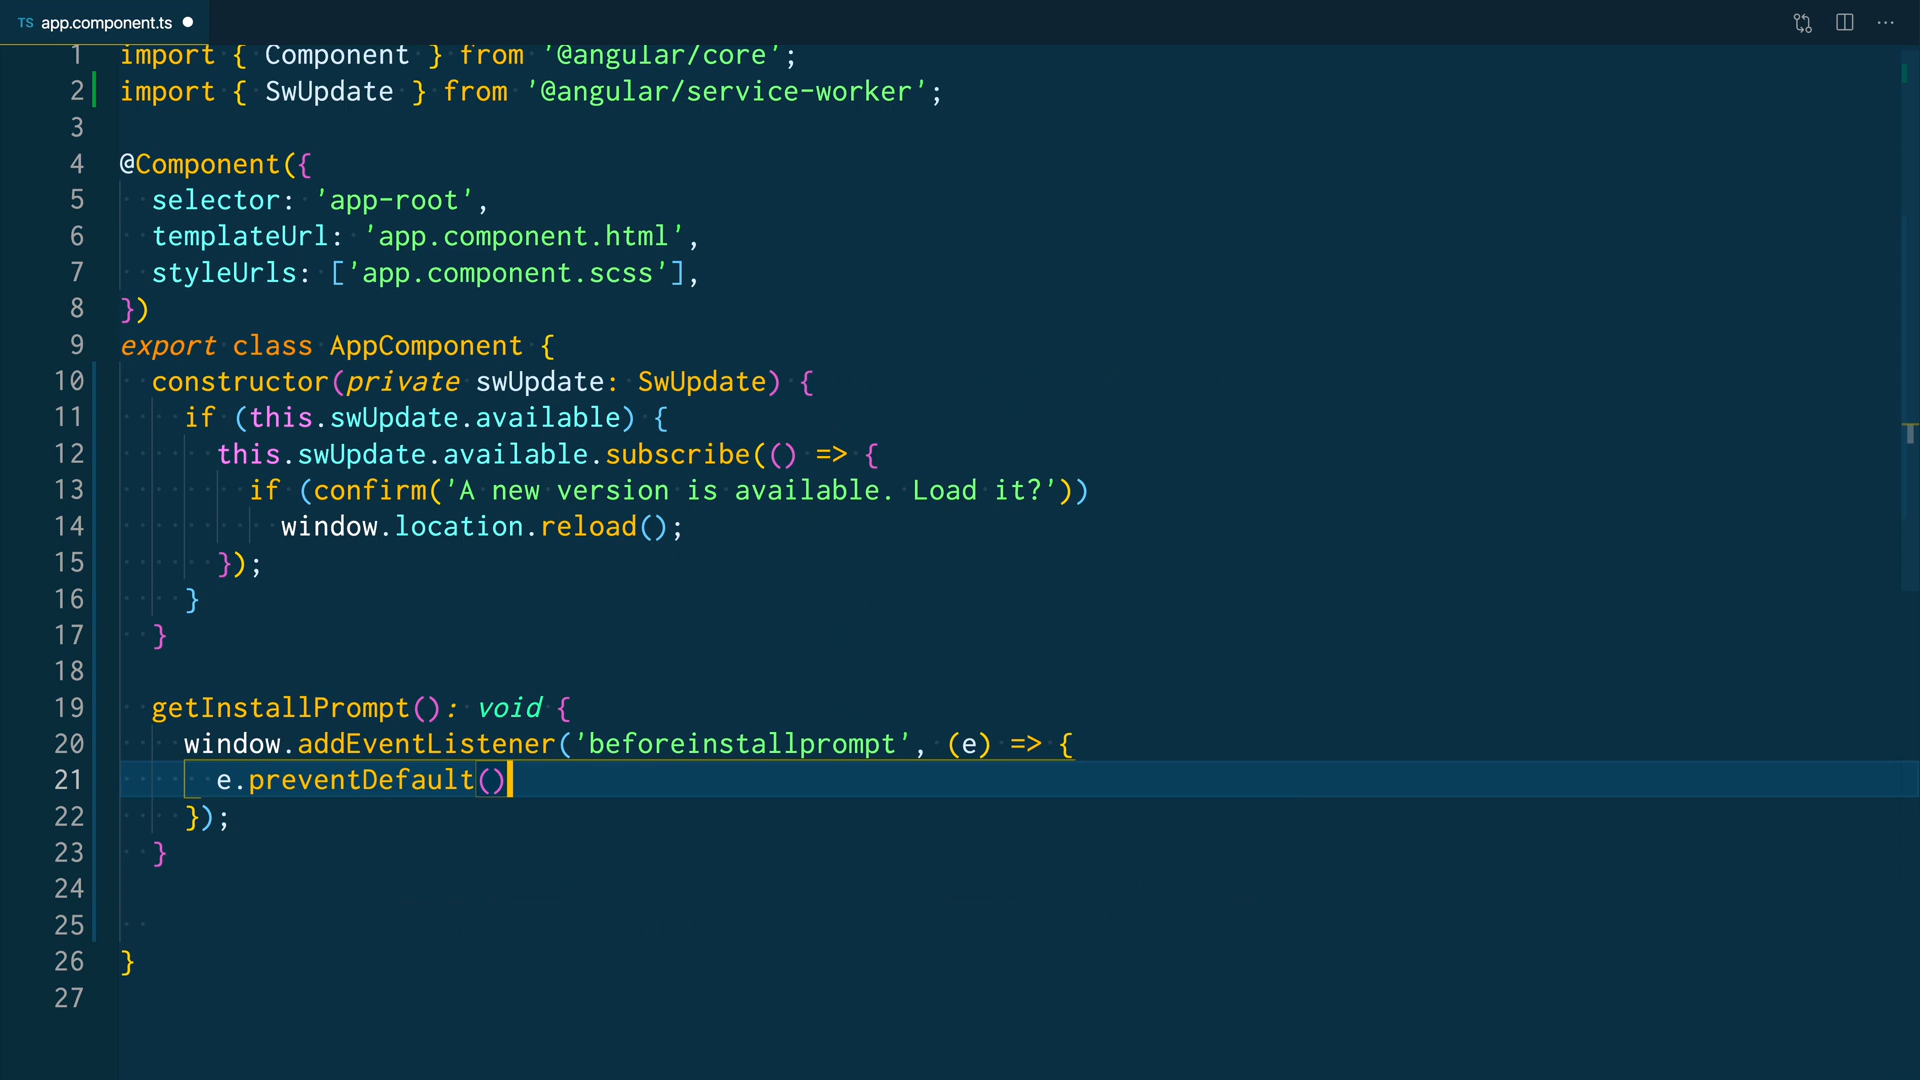 TS app.component.ts
1 import { Component } from '@angular/core';
2 import { SwUpdate } from '@angular/service-worker';
3
4 @Component({
5 selector: 'app-root',
6 templateUrl: 'app.component.html',
7 styleUrls: ['app.component.scss'],
8 })
9 export class AppComponent {
10 constructor(private swUpdate: SwUpdate) {
11 if (this.swUpdate.available) {
12 this.swUpdate.available.subscribe(() => {
13 if (confirm('A new version is available. Load it?'))
14 window.location.reload();
15 });
16 }
17 }
18
19 getInstallPrompt(): void {
20 window.addEventListener('beforeinstallprompt', (e) => {
21 e.preventDefault()
22 });
23 }
24
25
26 }
27